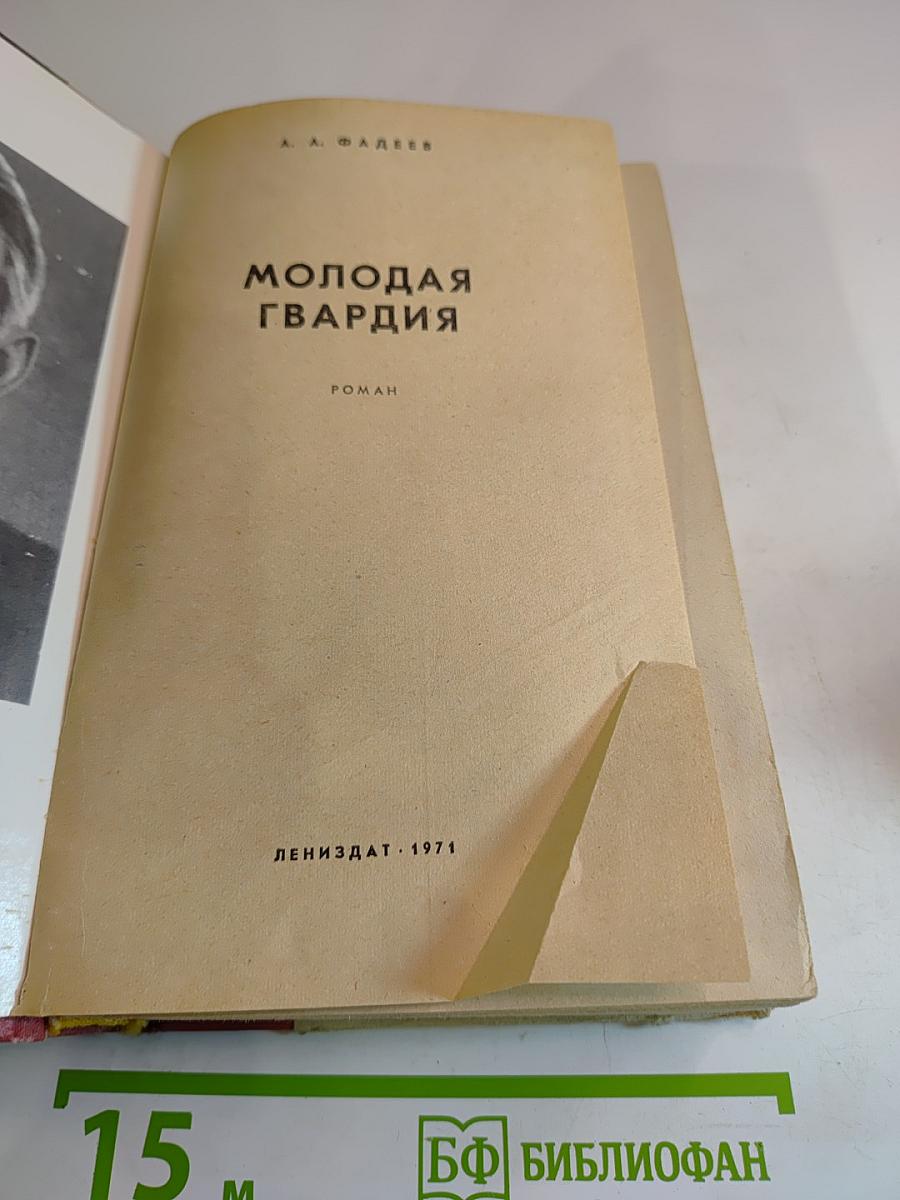 А. А. ФАДЕЕВ
МОЛОДАЯ
ГВАРДИЯ
РОМАН
ЛЕНИЗДАТ · 1971
15 м
БФ БИБЛИОФАН